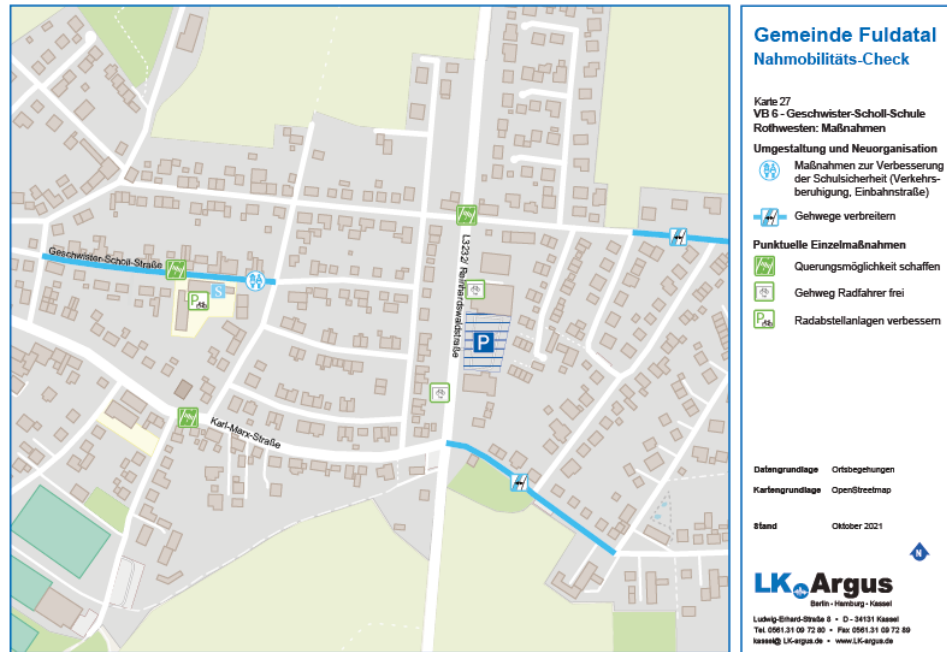 Geschwister-Scholl-Straße
S
P
L3232/ Reinhardswaldstraße
P
Karl-Marx-Straße
Gemeinde Fuldatal
Nahmobilitäts-Check
Karte 27
VB 6 - Geschwister-Scholl-Schule
Rothwesten: Maßnahmen
Umgestaltung und Neuorganisation
Maßnahmen zur Verbesserung
der Schulsicherheit (Verkehrs-
beruhigung, Einbahnstraße)
Gehwege verbreitern
Punktuelle Einzelmaßnahmen
Querungsmöglichkeit schaffen
Gehweg Radfahrer frei
P
Radabstellanlagen verbessern
Datengrundlage Ortsbegehungen
Kartengrundlage OpenStreetmap
Stand Oktober 2021
N
LK Argus
Berlin - Hamburg - Kassel
Ludwig-Erhard-Straße 8 • D - 34131 Kassel
Tel. 0561.31 09 72 80 • Fax 0561.31 09 72 89
kassel@ LK-argus.de • www.LK-argus.de